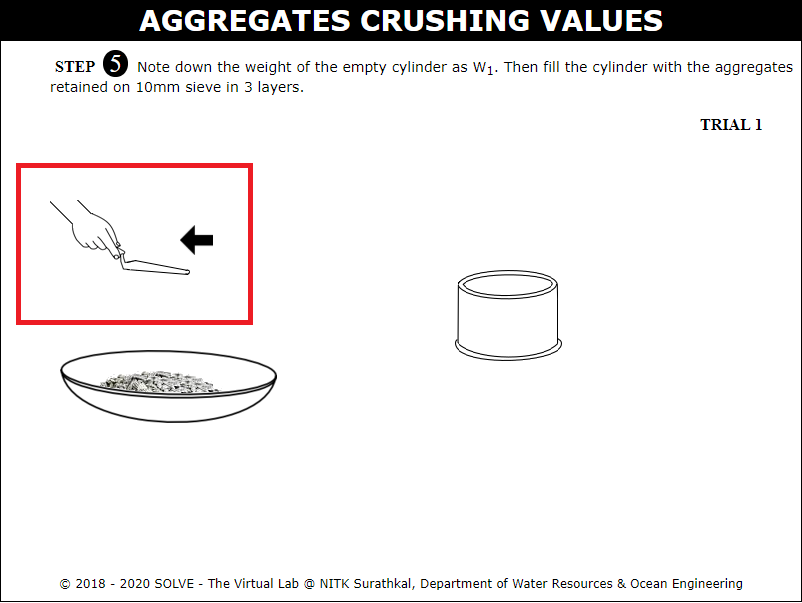 AGGREGATES CRUSHING VALUES
STEP 5 Note down the weight of the empty cylinder as W1. Then fill the cylinder with the aggregates
retained on 10mm sieve in 3 layers.
TRIAL 1
© 2018 - 2020 SOLVE - The Virtual Lab @ NITK Surathkal, Department of Water Resources & Ocean Engineering